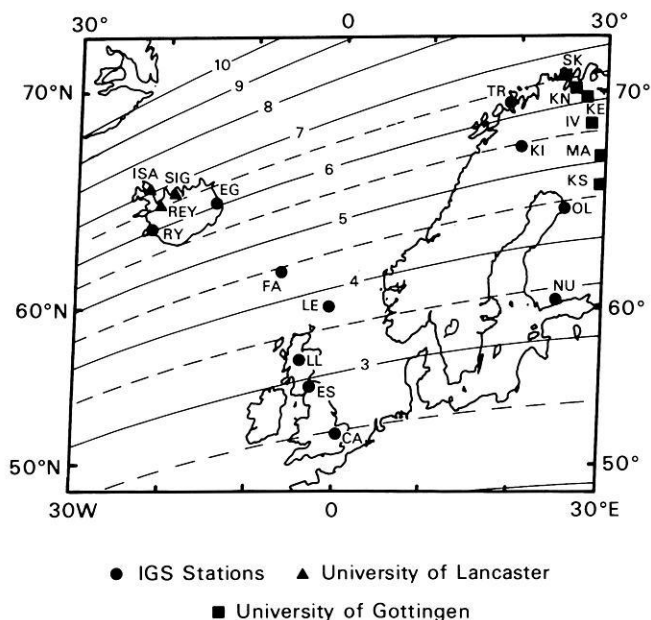 30° 0 30°
10
9
8
7
6
5
4
3
70°N 70°
SK
TR
KN
KE
IV
KI
MA
KS
OL
ISA SIG
EG
REY
RY
FA
60°N 60°
LE
NU
LL
ES
CA
50°N 50°
30W 0 30°E
● IGS Stations ▲ University of Lancaster
■ University of Gottingen